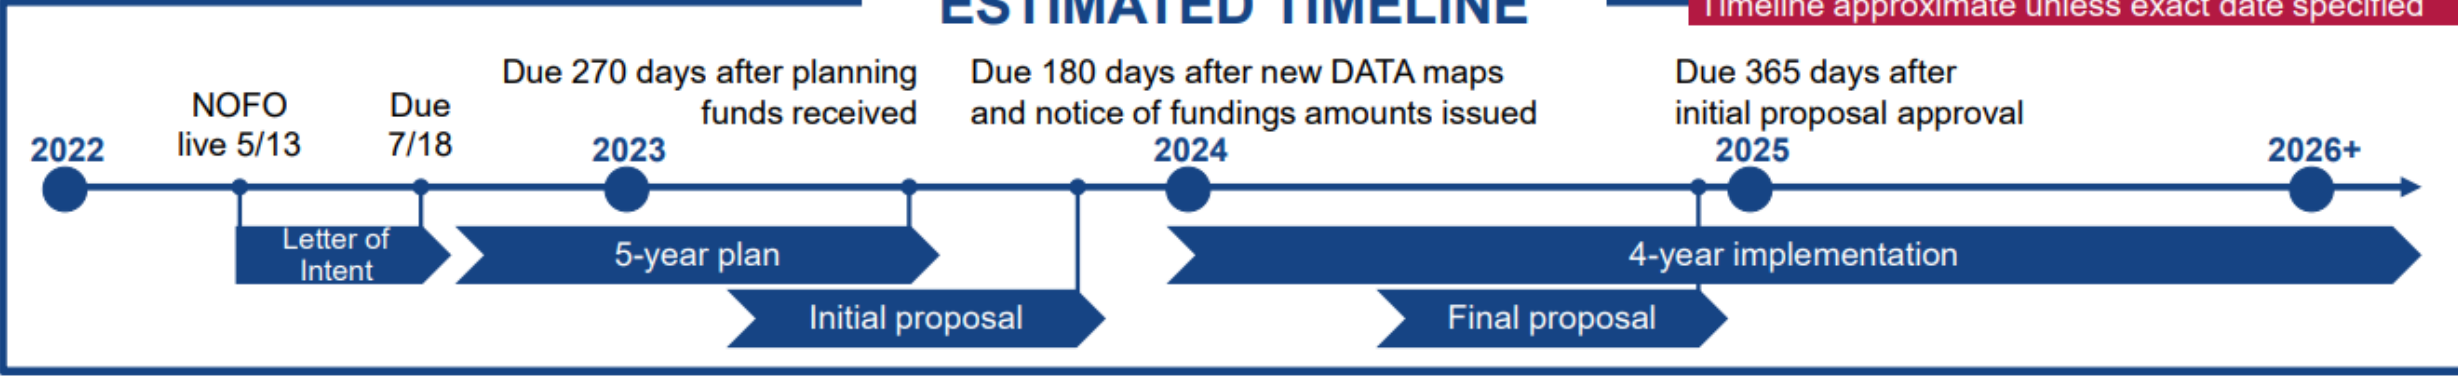 ESTIMATED TIMELINE
Timeline approximate unless exact date specified
Due 270 days after planning
funds received
Due 180 days after new DATA maps
and notice of fundings amounts issued
Due 365 days after
initial proposal approval
NOFO
live 5/13
Due
7/18
2022
2023
2024
2025
2026+
Letter of
Intent
5-year plan
4-year implementation
Initial proposal
Final proposal